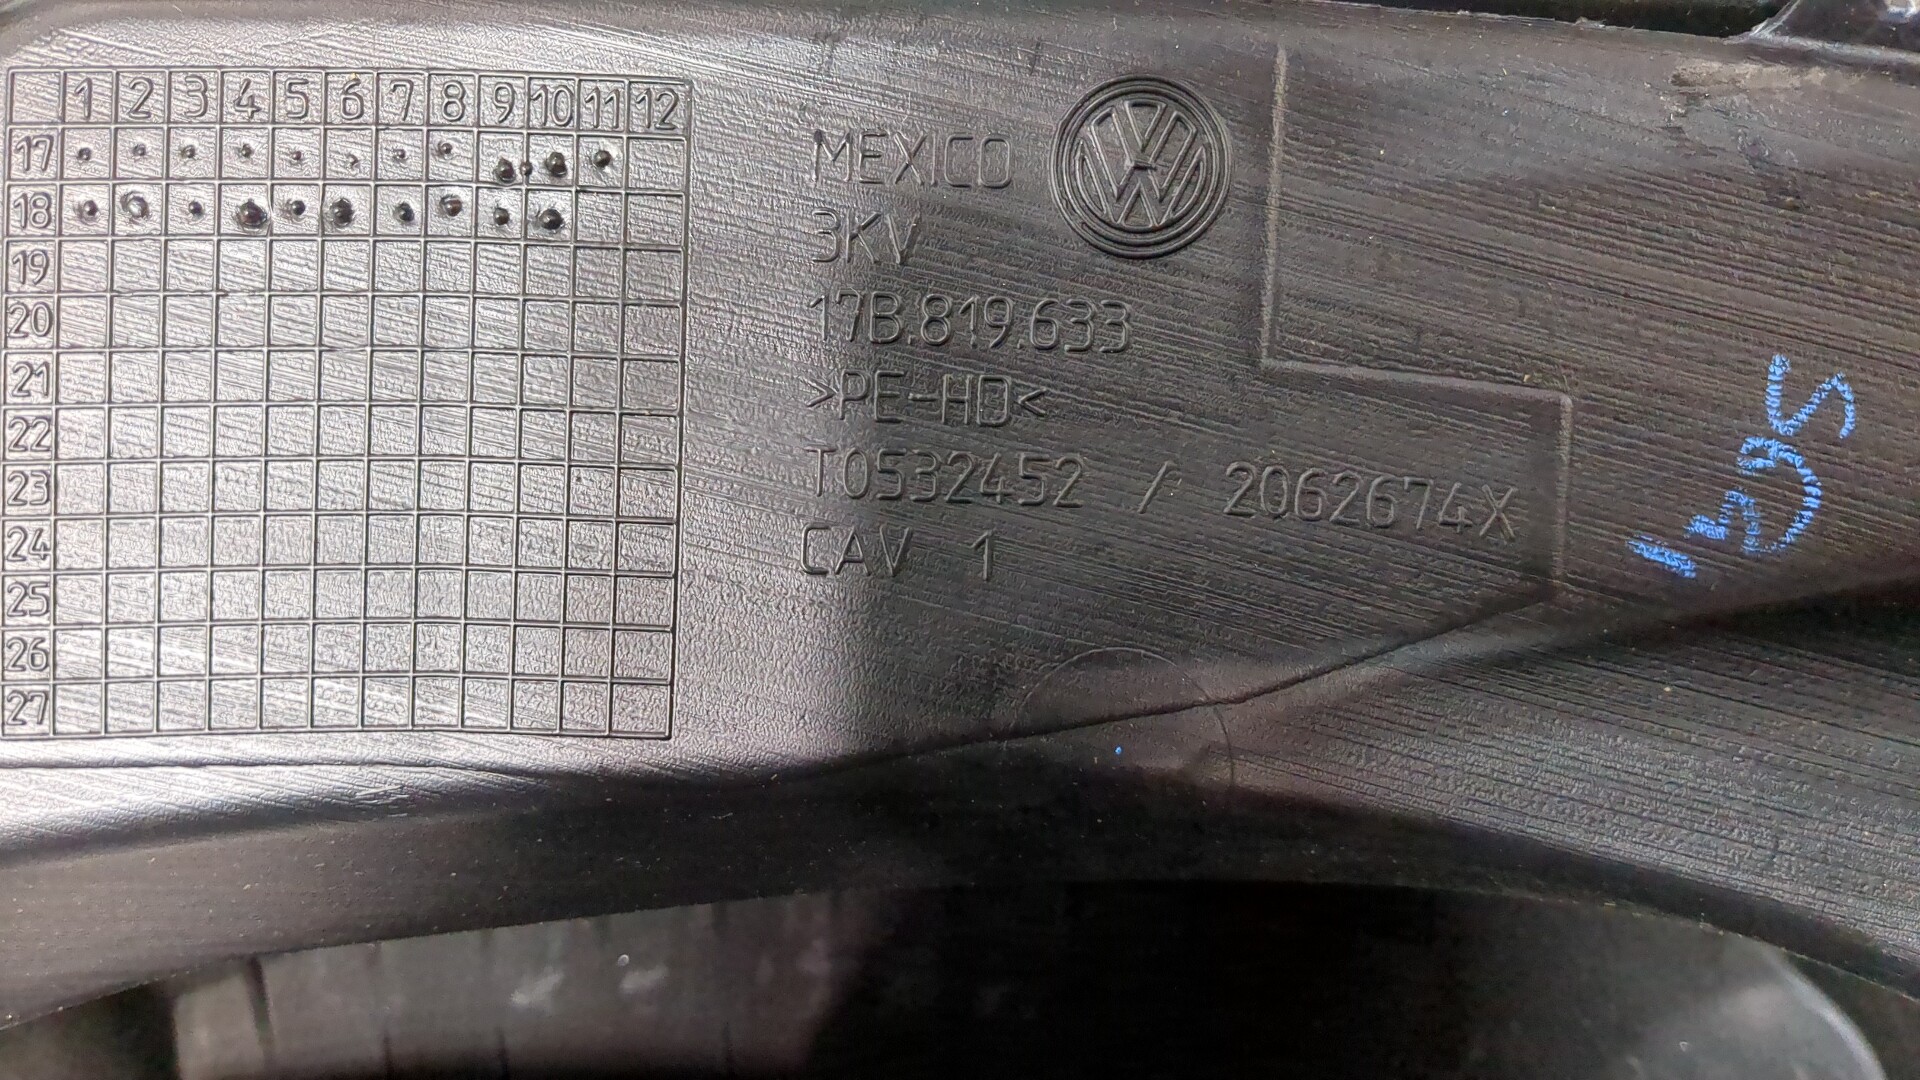 1 2 3 4 5 6 7 8 9 10 11 12
17
18
19
20
21
22
23
24
25
26
27
MEXICO
3KV
17B.819.633
>PE-HD<
T0532452 / 2062674X
CAV 1